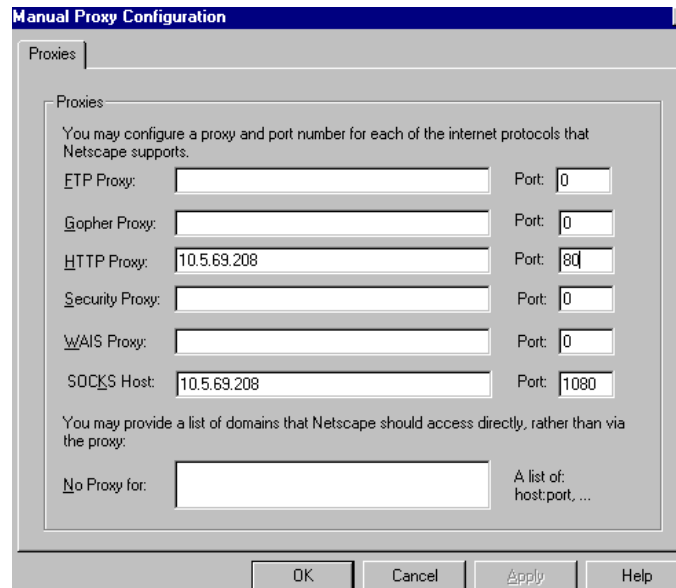 Manual Proxy Configuration
Proxies
Proxies
You may configure a proxy and port number for each of the internet protocols that
Netscape supports.
FTP Proxy: Port: 0
Gopher Proxy: Port: 0
HTTP Proxy: 10.5.69.208 Port: 80
Security Proxy: Port: 0
WAIS Proxy: Port: 0
SOCKS Host: 10.5.69.208 Port: 1080
You may provide a list of domains that Netscape should access directly, rather than via
the proxy:
No Proxy for: A list of:
host:port, ...
OK Cancel Apply Help